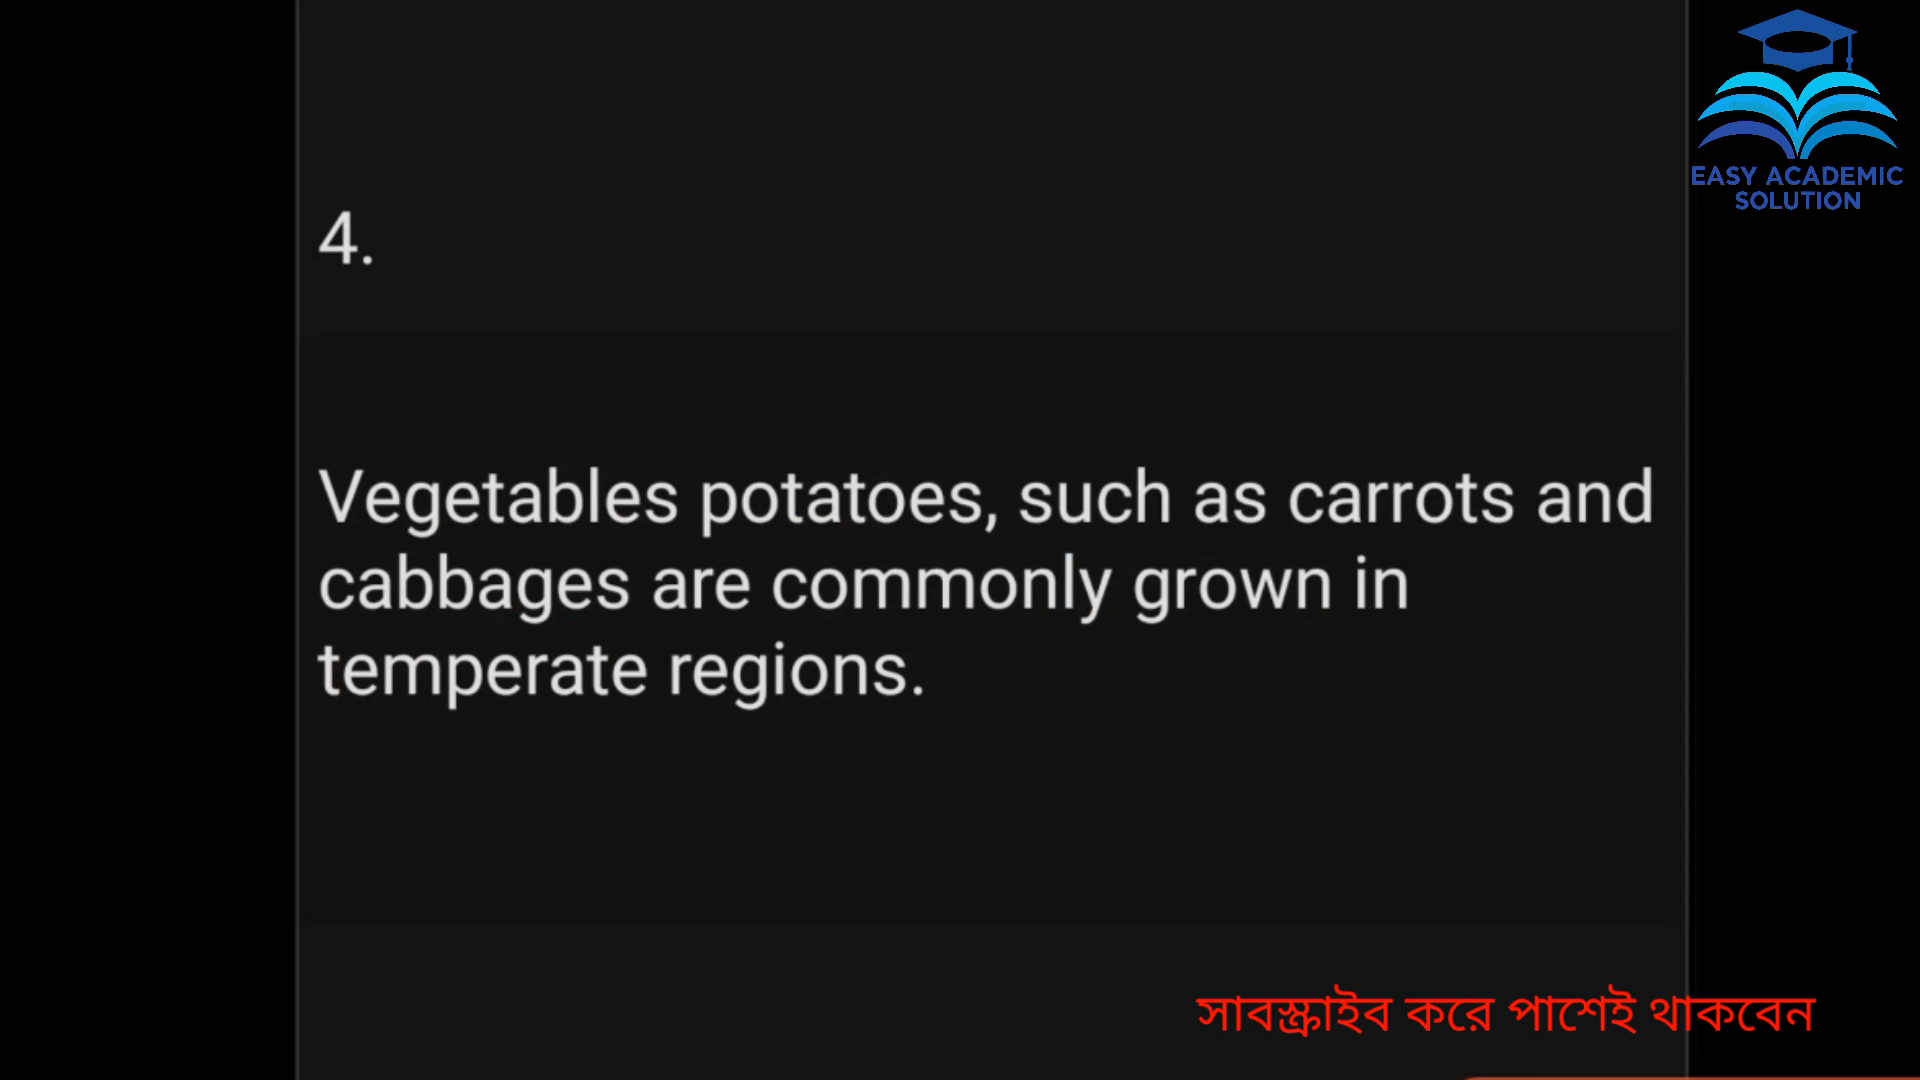 EASY ACADEMIC
SOLUTION
4.
Vegetables potatoes, such as carrots and
cabbages are commonly grown in
temperate regions.
সাবস্ক্রাইব করে পাশেই থাকবেন